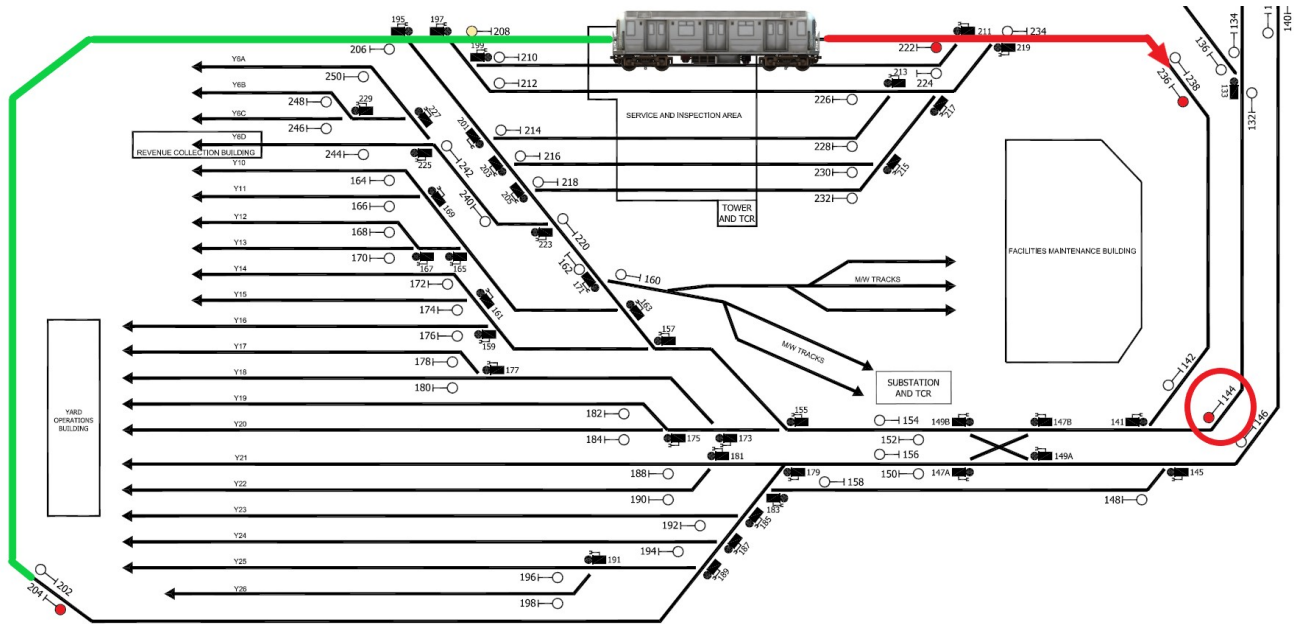 195
197
208
211
234
134
1
136
140
206
199
210
222
219
238
236
Y6A
250
212
213
224
133
Y6B
248
229
226
217
132
227
201
214
SERVICE AND INSPECTION AREA
Y6C
246
228
REVENUE COLLECTION BUILDING
Y6D
244
225
242
203
216
230
215
Y10
164
205
218
232
Y11
166
169
240
TOWER
AND TCR
Y12
168
223
220
Y13
170
167
165
162
FACILITIES MAINTENANCE BUILDING
Y14
172
171
160
M/W TRACKS
Y15
174
161
163
Y16
176
159
157
Y17
178
177
M/W TRACKS
142
Y18
180
SUBSTATION
AND TCR
144
YARD
OPERATIONS
BUILDING
Y19
182
155
154
149B
147B
141
146
Y20
184
175
173
152
181
156
149A
Y21
188
179
150
147A
145
Y22
190
158
148
183
Y23
192
185
Y24
194
187
Y25
191
189
196
202
204
Y26
198